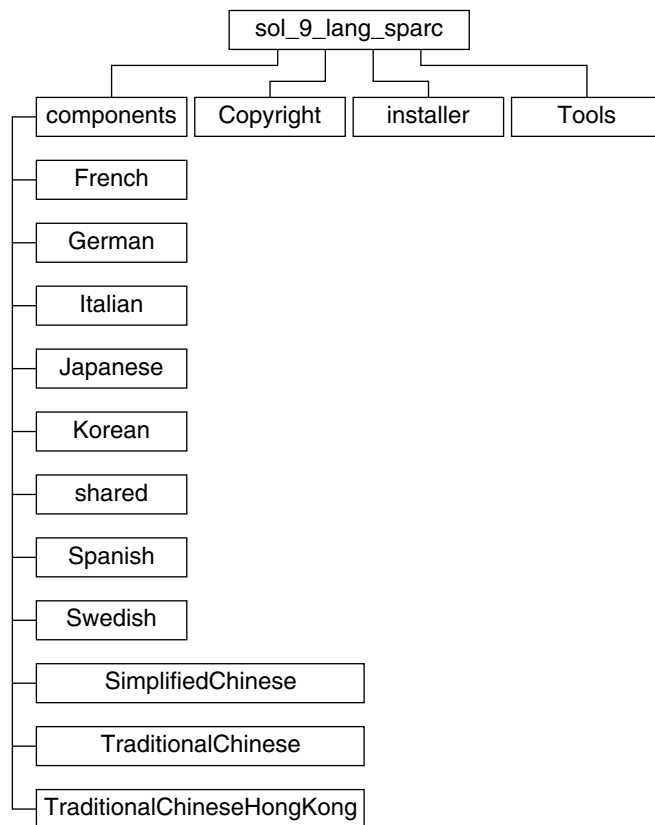 sol_9_lang_sparc
components
Copyright
installer
Tools
French
German
Italian
Japanese
Korean
shared
Spanish
Swedish
SimplifiedChinese
TraditionalChinese
TraditionalChineseHongKong